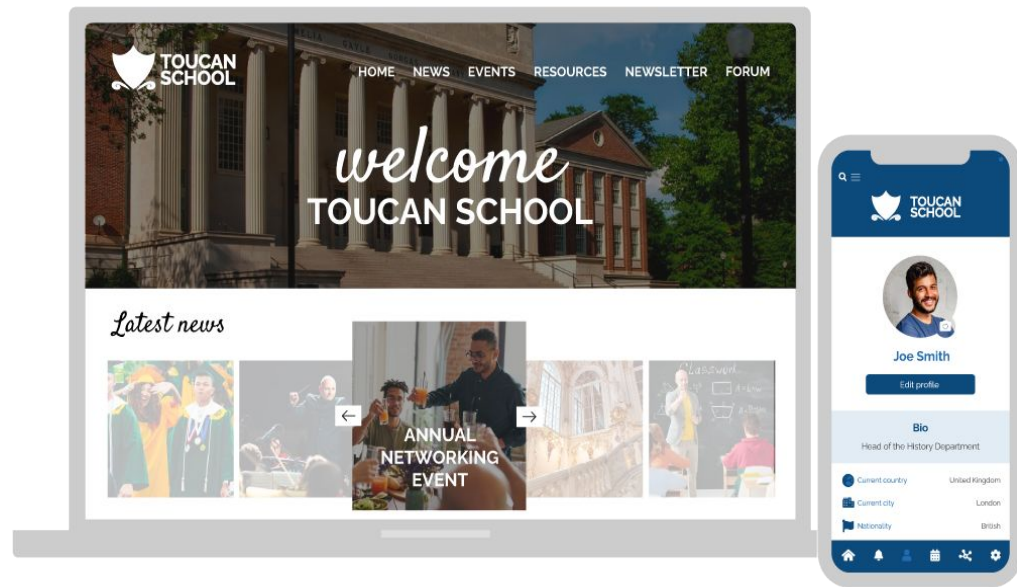 TOUCAN
SCHOOL
HOME NEWS EVENTS RESOURCES NEWSLETTER FORUM
welcome
TOUCAN SCHOOL
Latest news
ANNUAL
NETWORKING
EVENT
TOUCAN
SCHOOL
Joe Smith
Edit profile
Bio
Head of the History Department
Current country United Kingdom
Current city London
Nationality British